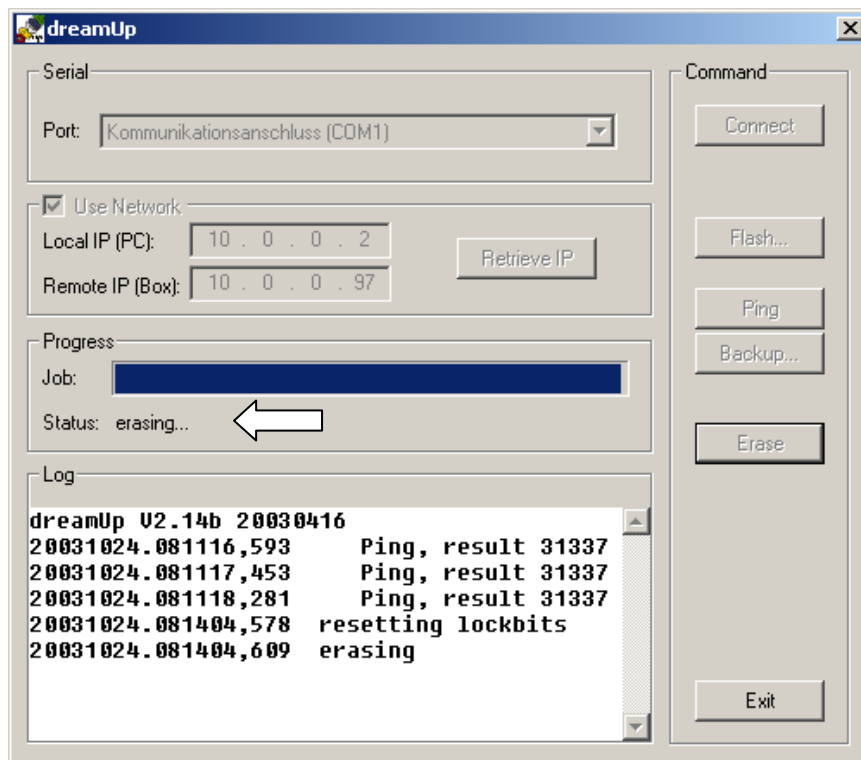 dreamUp
Serial
Port: Kommunikationsanschluss (COM1)
Use Network
Local IP (PC): 10 . 0 . 0 . 2
Remote IP (Box): 10 . 0 . 0 . 97
Retrieve IP
Progress
Job:
Status: erasing...
Log
dreamUp V2.14b 20030416
20031024.081116,593 Ping, result 31337
20031024.081117,453 Ping, result 31337
20031024.081118,281 Ping, result 31337
20031024.081404,578 resetting lockbits
20031024.081404,609 erasing
Command
Connect
Flash...
Ping
Backup...
Erase
Exit